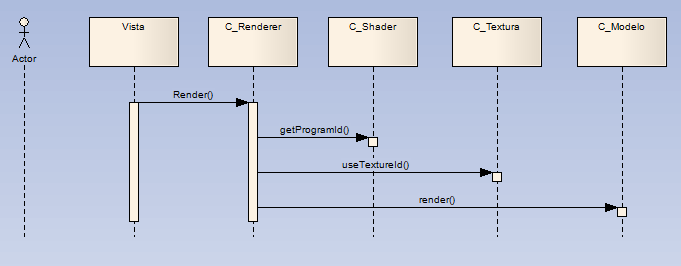 Vista
C_Renderer
C_Shader
C_Textura
C_Modelo
Actor
Render()
getProgramId()
useTextureId()
render()